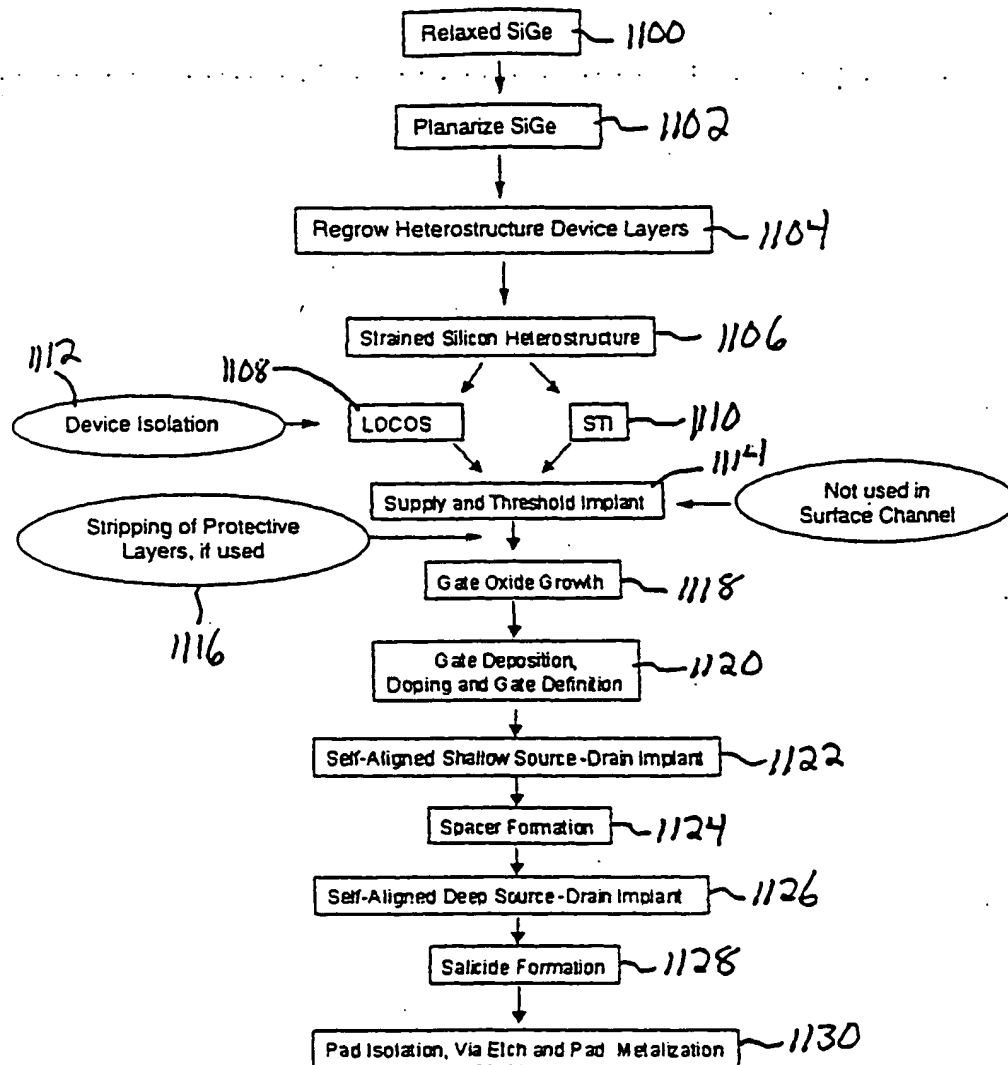 Relaxed SiGe 1100
Planarize SiGe 1102
Regrow Heterostructure Device Layers 1104
Strained Silicon Heterostructure 1106
1112
1108
Device Isolation
LOCOS
STI
1110
1114
Supply and Threshold Implant
Not used in
Surface Channel
Stripping of Protective
Layers, if used
1116
Gate Oxide Growth 1118
Gate Deposition,
Doping and Gate Definition
1120
Self-Aligned Shallow Source-Drain Implant 1122
Spacer Formation 1124
Self-Aligned Deep Source-Drain Implant 1126
Salicide Formation 1128
Pad Isolation, Via Etch and Pad Metalization 1130